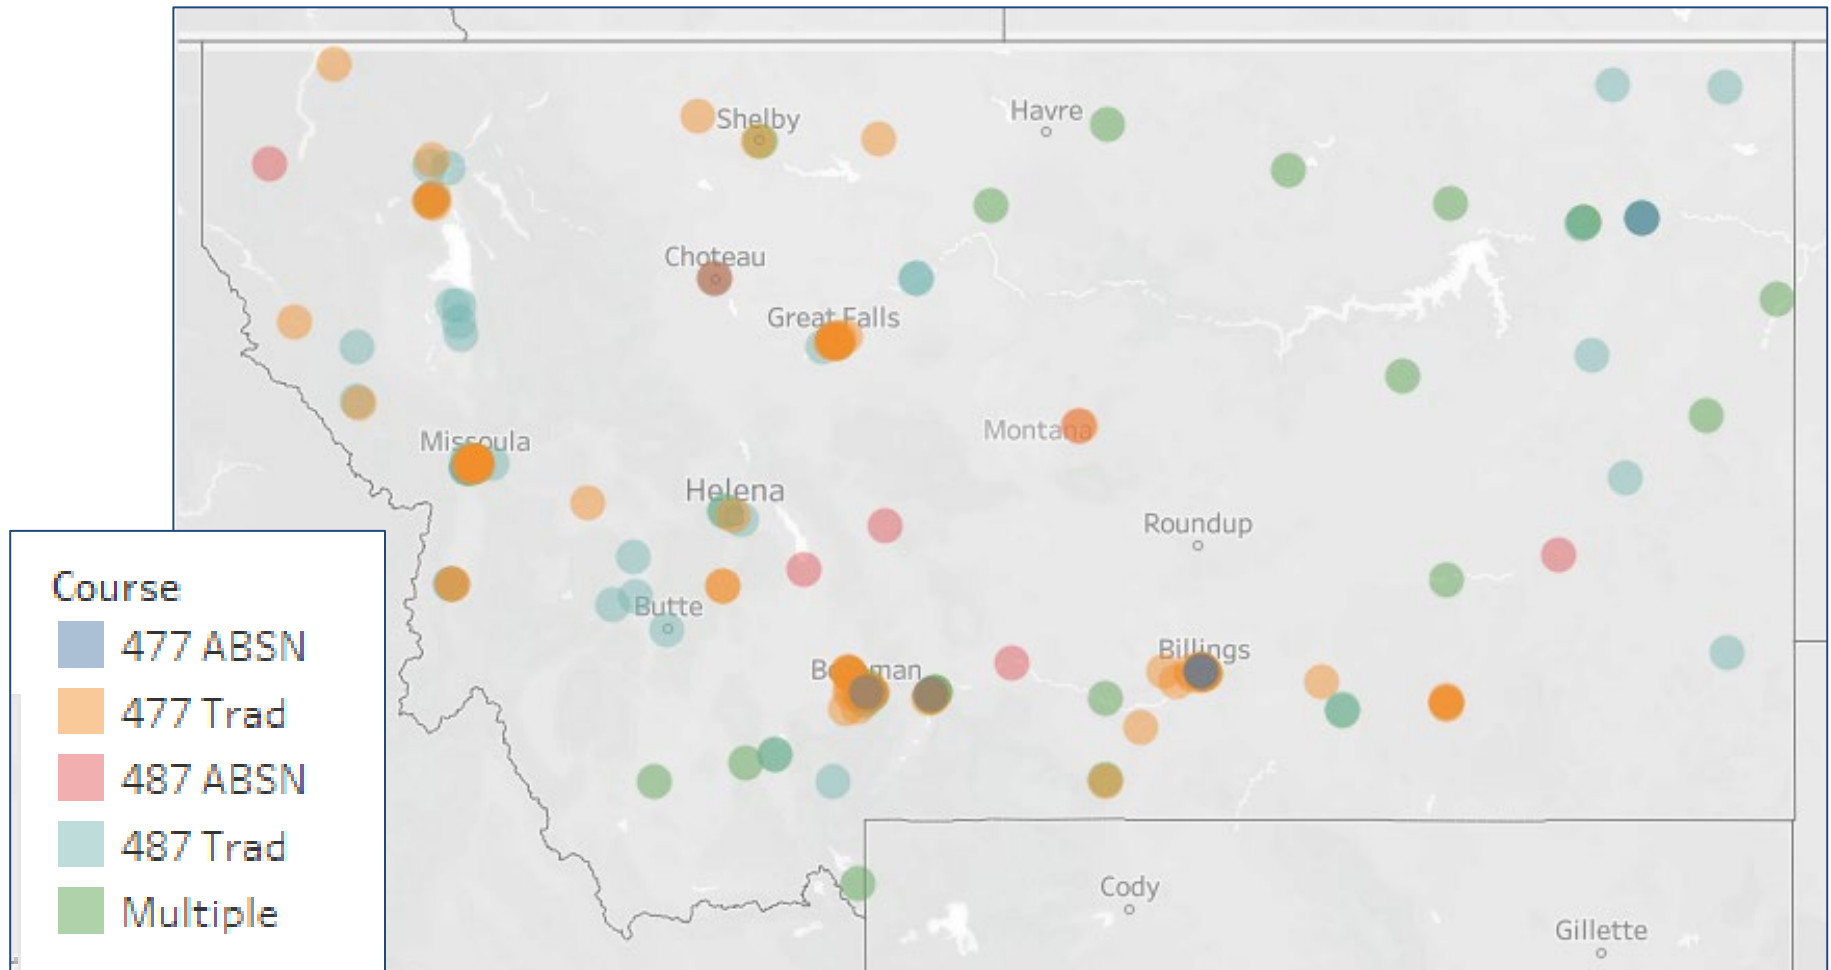 Shelby
Havre
Choteau
Great Falls
Montana
Missoula
Helena
Roundup
Butte
Billings
Bozeman
Cody
Gillette
Course
477 ABSN
477 Trad
487 ABSN
487 Trad
Multiple